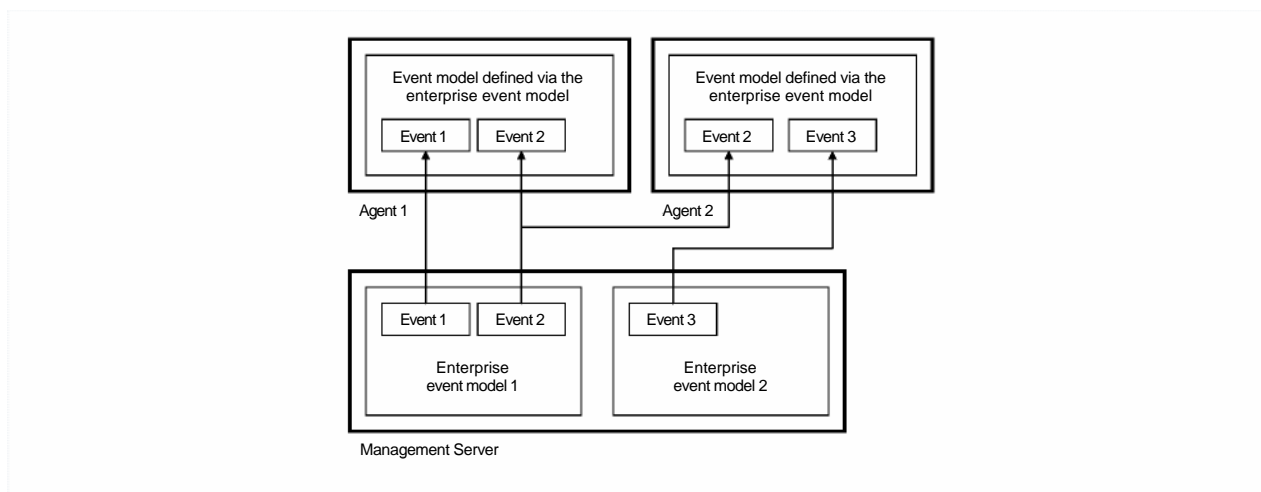 Event model defined via the
enterprise event model
Event 1
Event 2
Agent 1
Event model defined via the
enterprise event model
Event 2
Event 3
Agent 2
Event 1
Event 2
Enterprise
event model 1
Event 3
Enterprise
event model 2
Management Server